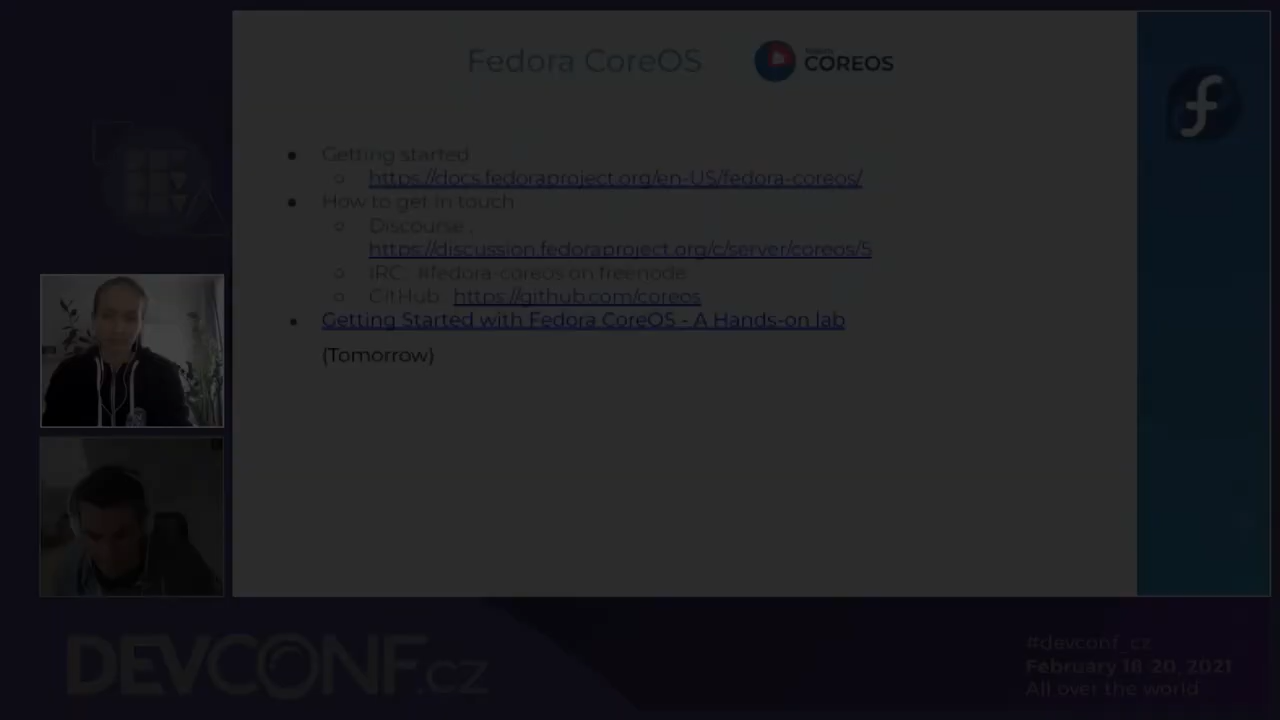 Fedora CoreOS
COREOS
Getting started
https://docs.fedoraproject.org/en-US/fedora-coreos/
How to get in touch
Discourse :
https://discussion.fedoraproject.org/c/server/coreos/5
IRC: #fedora-coreos on freenode
GitHub: https://github.com/coreos
Getting Started with Fedora CoreOS - A Hands-on lab
(Tomorrow)
DEVCONF.cz
#devconf_cz
February 18-20, 2021
All over the world